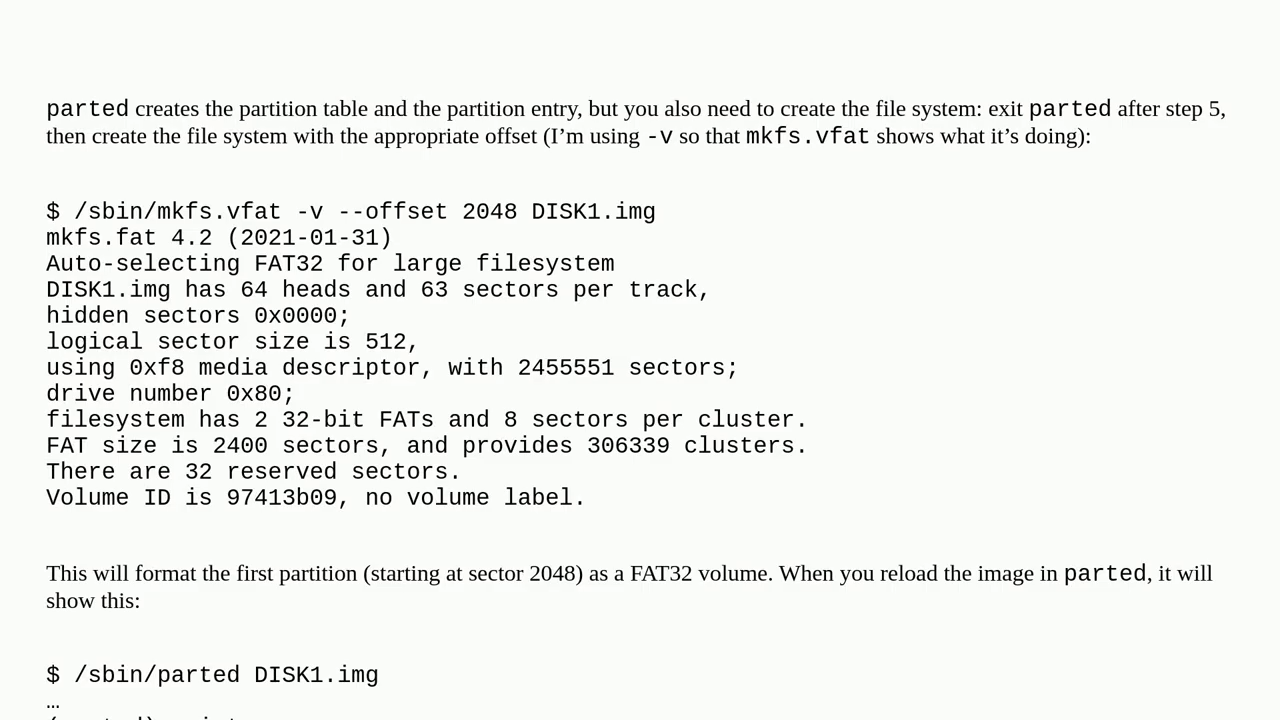 parted creates the partition table and the partition entry, but you also need to create the file system: exit parted after step 5,
then create the file system with the appropriate offset (I’m using -v so that mkfs.vfat shows what it’s doing):
$ /sbin/mkfs.vfat -v --offset 2048 DISK1.img
mkfs.fat 4.2 (2021-01-31)
Auto-selecting FAT32 for large filesystem
DISK1.img has 64 heads and 63 sectors per track,
hidden sectors 0x0000;
logical sector size is 512,
using 0xf8 media descriptor, with 2455551 sectors;
drive number 0x80;
filesystem has 2 32-bit FATs and 8 sectors per cluster.
FAT size is 2400 sectors, and provides 306339 clusters.
There are 32 reserved sectors.
Volume ID is 97413b09, no volume label.
This will format the first partition (starting at sector 2048) as a FAT32 volume. When you reload the image in parted, it will
show this:
$ /sbin/parted DISK1.img
…